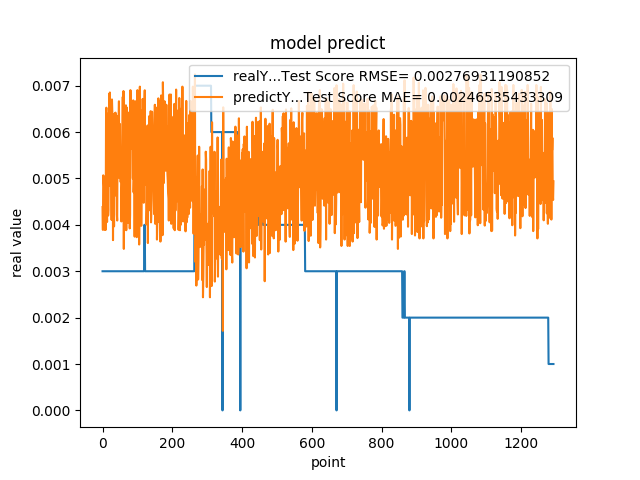 model predict
realY...Test Score RMSE= 0.00276931190852
predictY...Test Score MAE= 0.00246535433309
0.007
0.006
0.005
0.004
0.003
0.002
0.001
0.000
real value
0 200 400 600 800 1000 1200
point